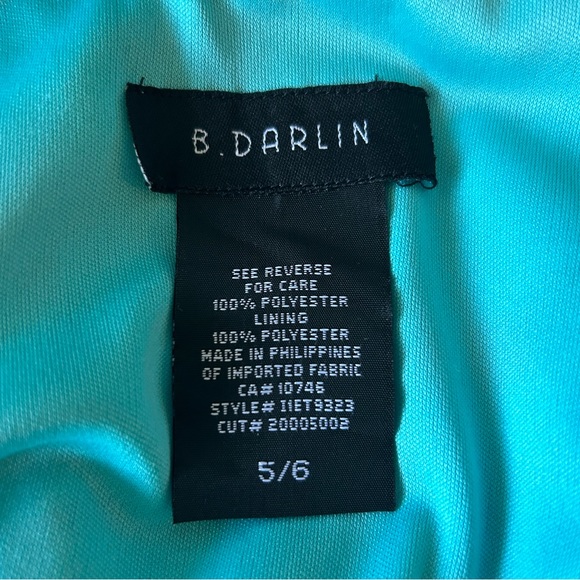 B.DARLIN
SEE REVERSE
FOR CARE
100% POLYESTER
LINING
100% POLYESTER
MADE IN PHILIPPINES
OF IMPORTED FABRIC
CA# 10746
STYLE# I1ET9323
CUT# 20005002
5/6